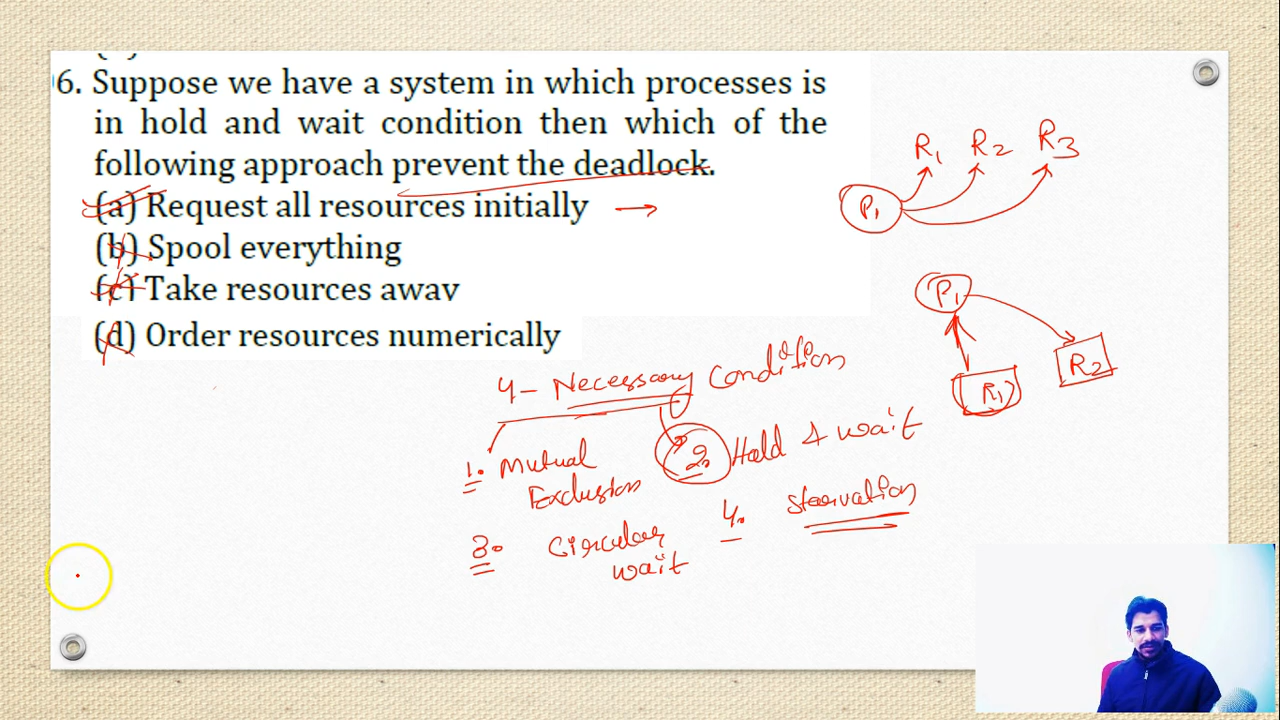 06. Suppose we have a system in which processes is
in hold and wait condition then which of the
following approach prevent the deadlock.
(a) Request all resources initially
(b) Spool everything
(c) Take resources away
(d) Order resources numerically
R1 R2 R3
P1
P1
R1
R2
4 - Necessary Condition
1. Mutual Exclusion
2. Hold & wait
3. Circular wait
4. starvation